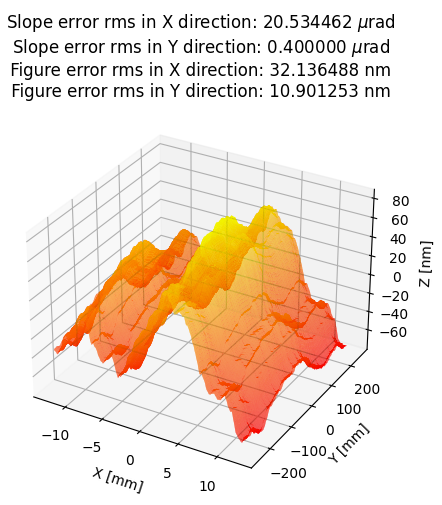 Slope error rms in X direction: 20.534462 μrad
Slope error rms in Y direction: 0.400000 μrad
Figure error rms in X direction: 32.136488 nm
Figure error rms in Y direction: 10.901253 nm
80
60
40
20
0
−20
−40
−60
Z [nm]
200
100
0
−100
−200
Y [mm]
−10
−5
0
5
10
X [mm]